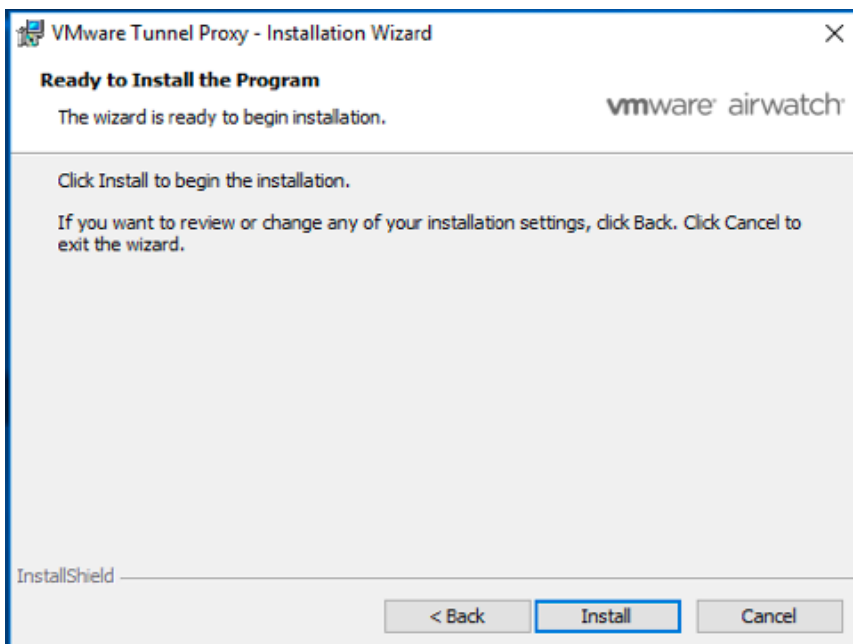 VMware Tunnel Proxy - Installation Wizard
Ready to Install the Program
The wizard is ready to begin installation.
vmware airwatch
Click Install to begin the installation.
If you want to review or change any of your installation settings, click Back. Click Cancel to
exit the wizard.
InstallShield
< Back
Install
Cancel